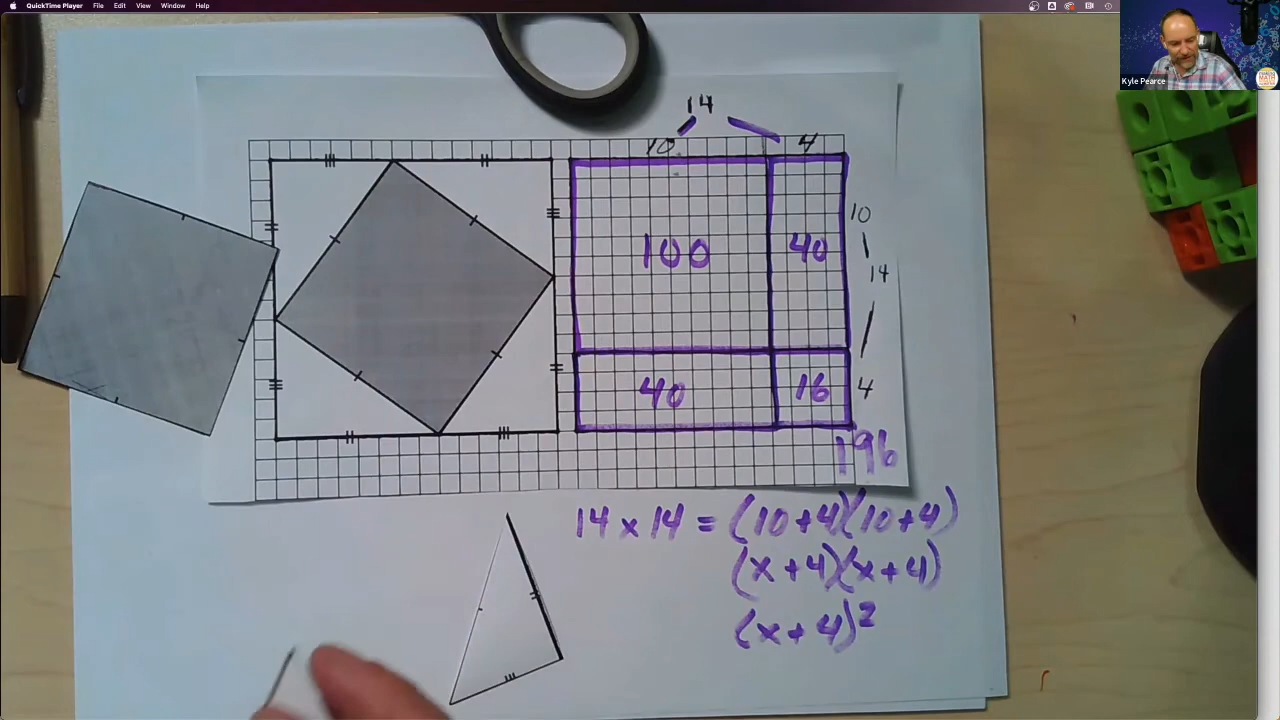 QuickTime Player File Edit View Window Help
Kyle Pearce
14
10 4
10
100 40
14
40 16 4
196
14 x 14 = (10+4)(10+4)
(x+4)(x+4)
(x+4)²